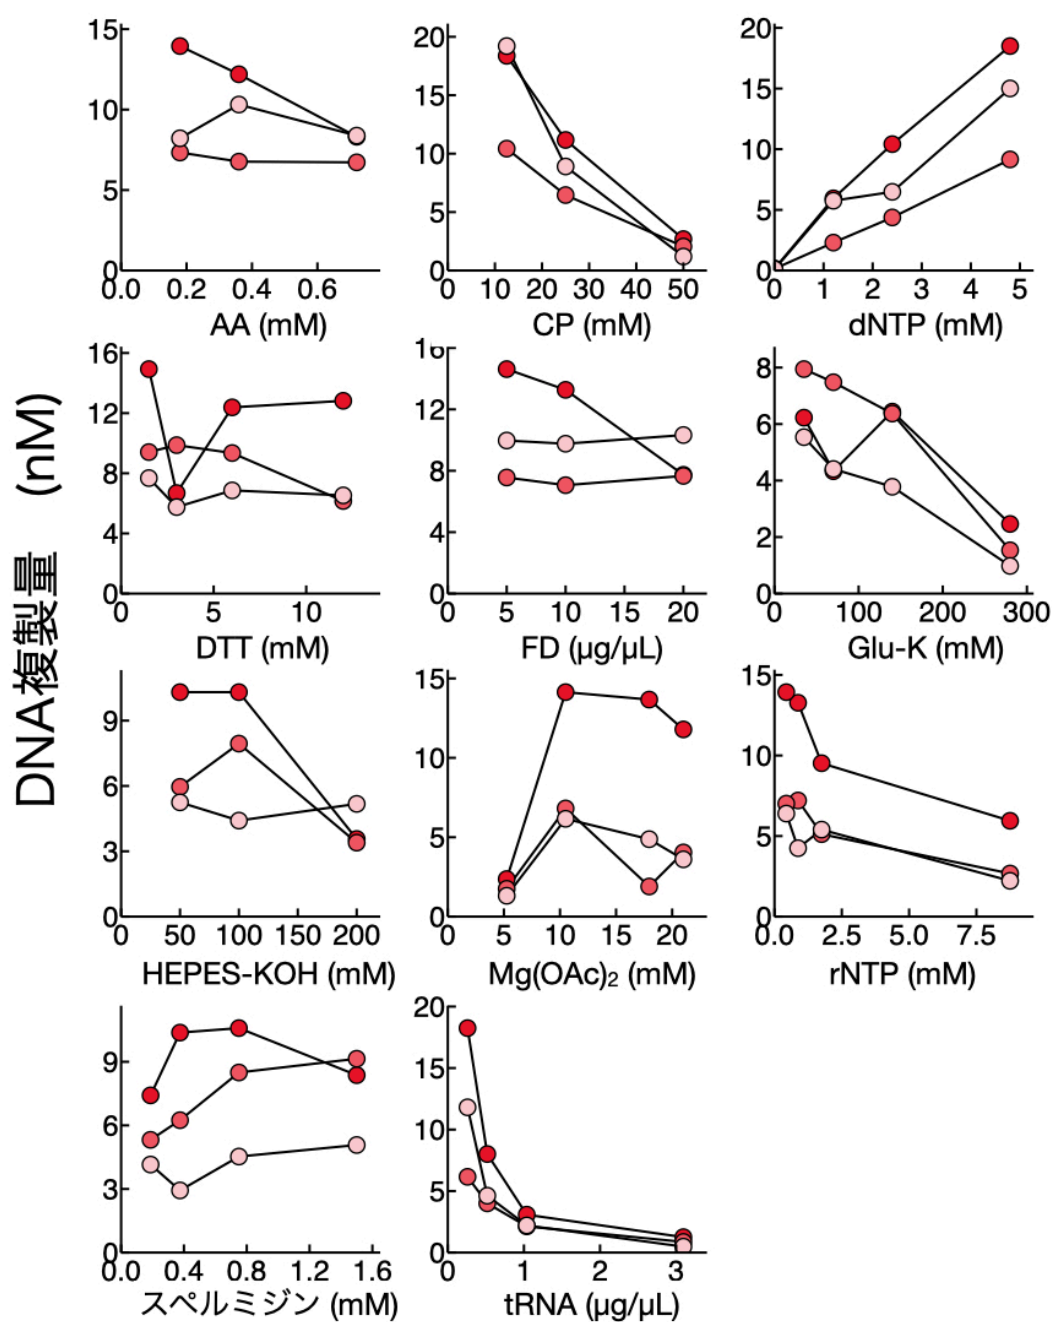 DNA複製量 (nM)
15
10
5
0
0.0 0.2 0.4 0.6
AA (mM)
20
15
10
5
0
0 10 20 30 40 50
CP (mM)
20
15
10
5
0
0 1 2 3 4 5
dNTP (mM)
16
12
8
4
0
0 5 10
DTT (mM)
16
12
8
4
0
0 5 10 15 20
FD (µg/µL)
8
6
4
2
0
0 100 200 300
Glu-K (mM)
9
6
3
0
0 50 100 150 200
HEPES-KOH (mM)
15
10
5
0
0 5 10 15 20
Mg(OAc)₂ (mM)
15
10
5
0
0.0 2.5 5.0 7.5
rNTP (mM)
9
6
3
0
0.0 0.4 0.8 1.2 1.6
スペルミジン (mM)
20
15
10
5
0
0 1 2 3
tRNA (µg/µL)